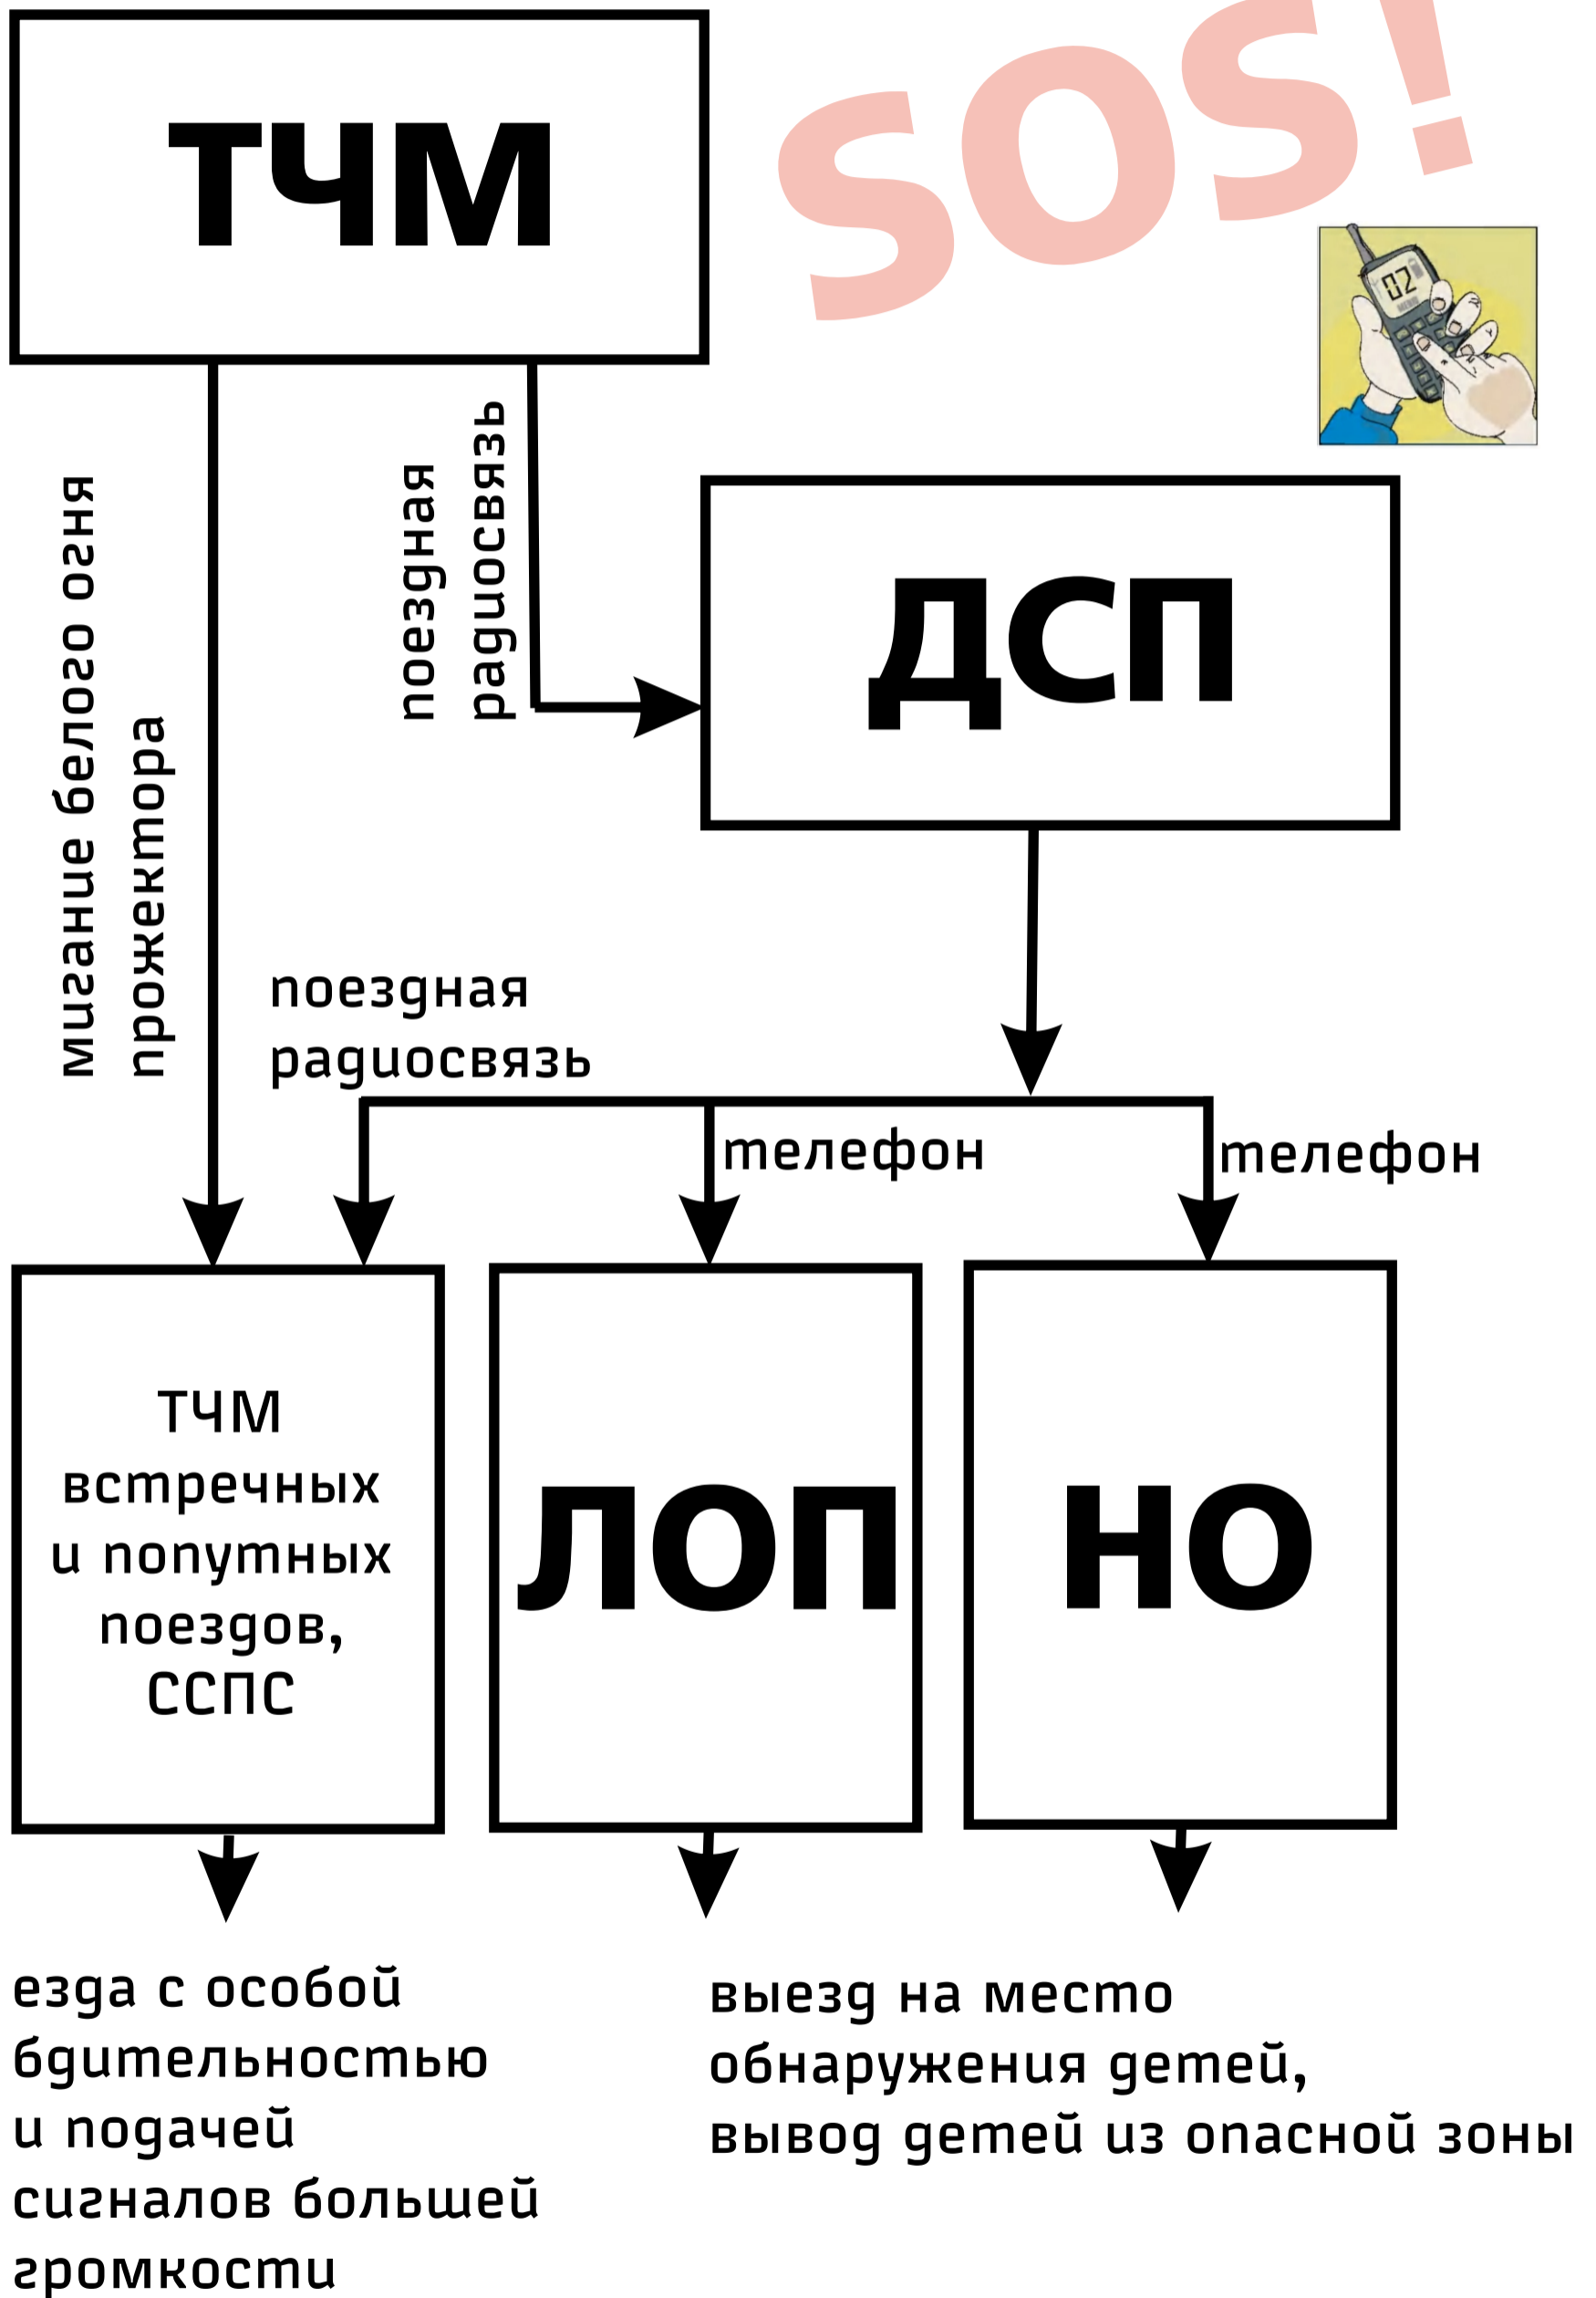 SOS!
ТЧМ
02
мигание белого огня
прожектора
поездная
радиосвязь
ДСП
поездная
радиосвязь
телефон
телефон
ТЧМ
встречных
и попутных
поездов,
ССПС
ЛОП
НО
езда с особой
бдительностью
и подачей
сигналов большей
громкости
выезд на место
обнаружения детей,
вывод детей из опасной зоны